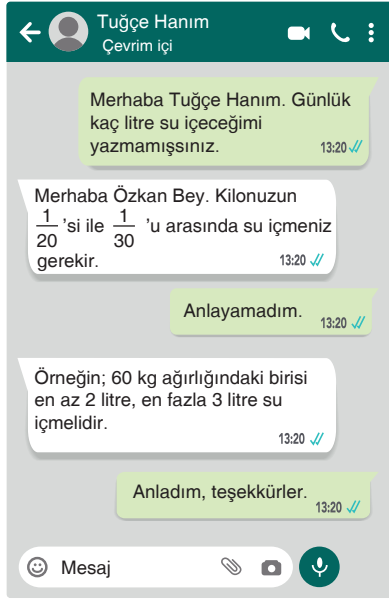 Tuğçe Hanım
Çevrim içi
Merhaba Tuğçe Hanım. Günlük
kaç litre su içeceğimi
yazmamışsınız. 13:20
Merhaba Özkan Bey. Kilonuzun
1/20 'si ile 1/30 'u arasında su içmeniz
gerekir. 13:20
Anlayamadım. 13:20
Örneğin; 60 kg ağırlığındaki birisi
en az 2 litre, en fazla 3 litre su
içmelidir.
13:20
Anladım, teşekkürler. 13:20
Mesaj